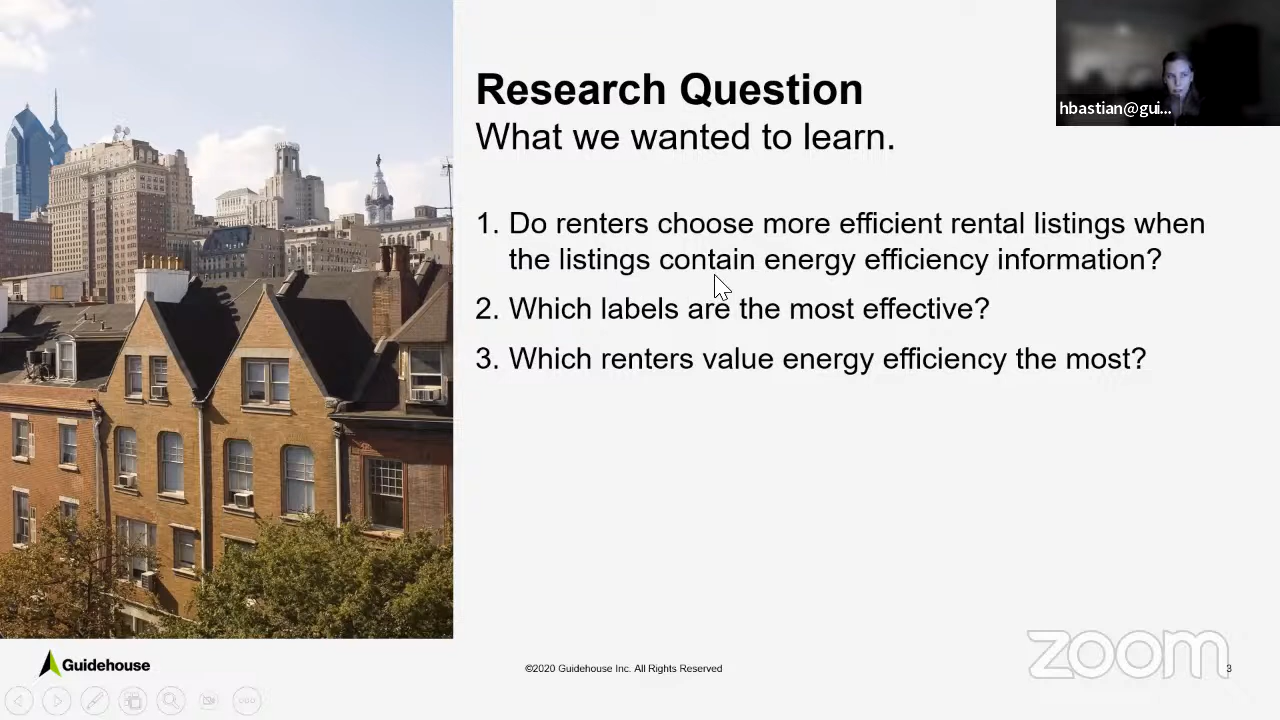 Research Question
What we wanted to learn.
hbastian@gui...
1. Do renters choose more efficient rental listings when
the listings contain energy efficiency information?
2. Which labels are the most effective?
3. Which renters value energy efficiency the most?
Guidehouse
©2020 Guidehouse Inc. All Rights Reserved
zoom
3